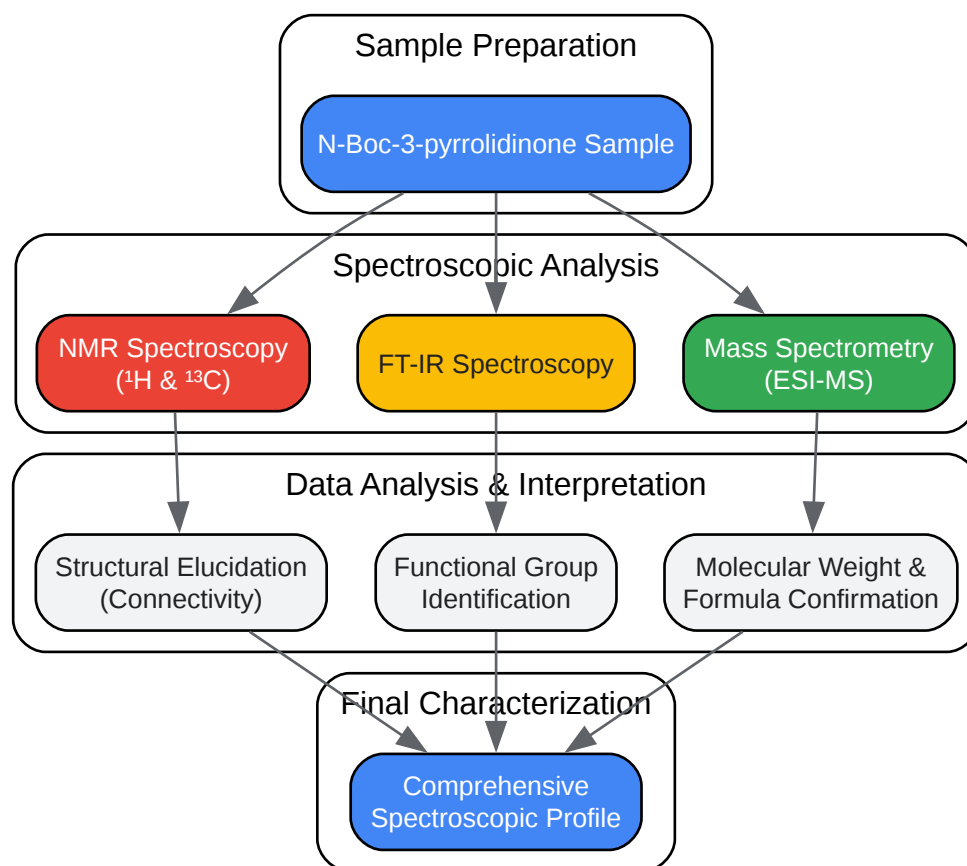 Sample Preparation
N-Boc-3-pyrrolidinone Sample
Spectroscopic Analysis
NMR Spectroscopy
(¹H & ¹³C)
FT-IR Spectroscopy
Mass Spectrometry
(ESI-MS)
Data Analysis & Interpretation
Structural Elucidation
(Connectivity)
Functional Group
Identification
Molecular Weight &
Formula Confirmation
Final Characterization
Comprehensive
Spectroscopic Profile